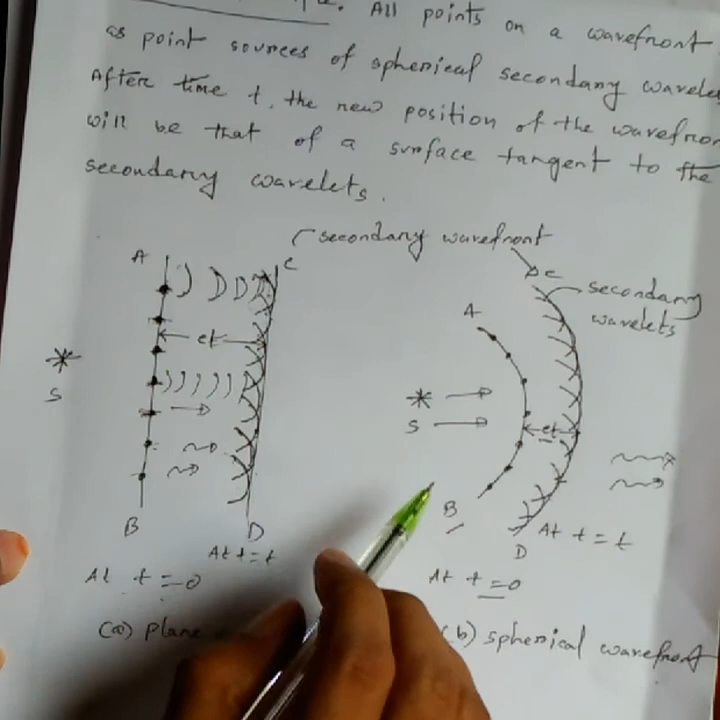 All points on a wavefront
as point sources of spherical secondary wavele
After time t, the new position of the wavefron
will be that of a surface tangent to the
secondary wavelets.
secondary wavefront
A
C
secondary
wavelets
A
C
ct
S
S
ct
B
D
B
D
At t = t
At t = t
At t = 0
At t = 0
(a) plane
(b) spherical wavefront